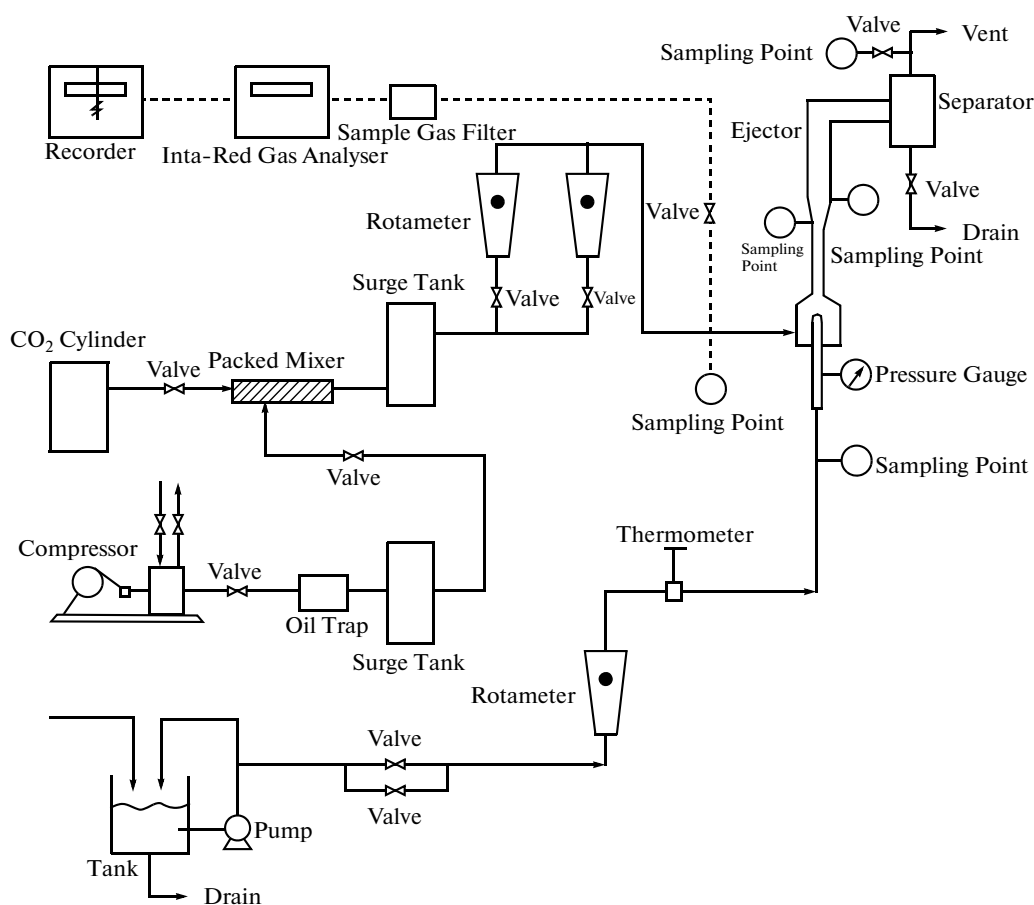 Valve
Vent
Sampling Point
Separator
Ejector
Recorder
Inta-Red Gas Analyser
Sample Gas Filter
Valve
Rotameter
Valve
Drain
Sampling
Point
Sampling Point
Surge Tank
Valve
Valve
CO₂ Cylinder
Valve
Packed Mixer
Pressure Gauge
Sampling Point
Valve
Sampling Point
Thermometer
Compressor
Valve
Oil Trap
Surge Tank
Rotameter
Valve
Valve
Pump
Tank
Drain